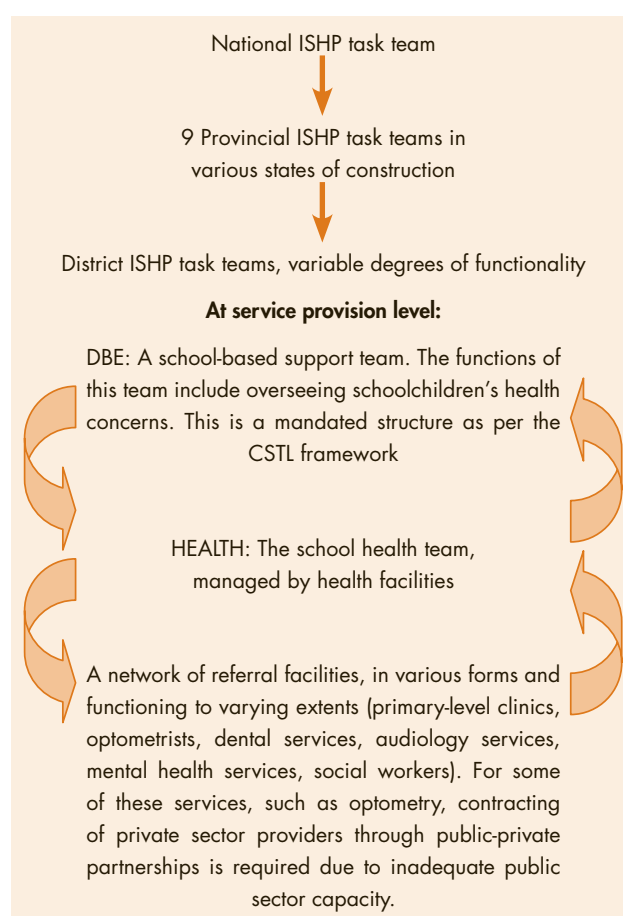 National ISHP task team
9 Provincial ISHP task teams in
various states of construction
District ISHP task teams, variable degrees of functionality
At service provision level:
DBE: A school-based support team. The functions of
this team include overseeing schoolchildren’s health
concerns. This is a mandated structure as per the
CSTL framework
HEALTH: The school health team,
managed by health facilities
A network of referral facilities, in various forms and
functioning to varying extents (primary-level clinics,
optometrists, dental services, audiology services,
mental health services, social workers). For some
of these services, such as optometry, contracting
of private sector providers through public-private
partnerships is required due to inadequate public
sector capacity.